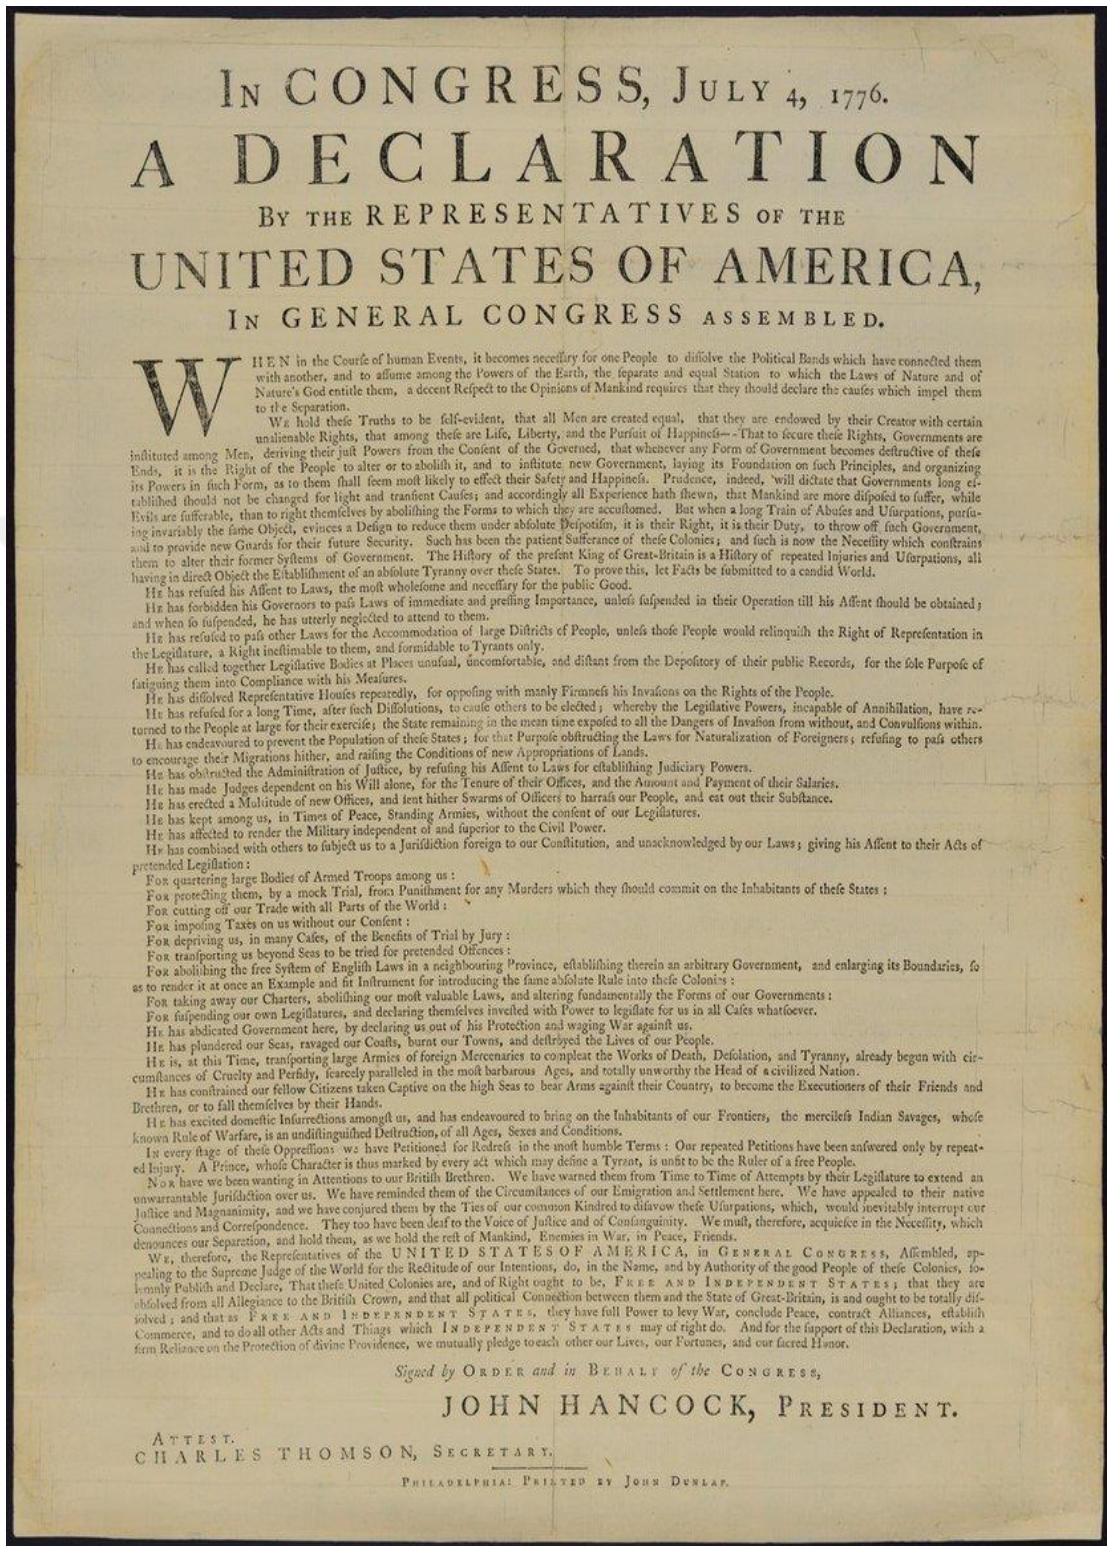 IN CONGRESS, JULY 4, 1776.
A DECLARATION
BY THE REPRESENTATIVES OF THE
UNITED STATES OF AMERICA,
IN GENERAL CONGRESS ASSEMBLED.
WHEN in the Courſe of human Events, it becomes neceſſary for one People to diſſolve the Political Bands which have connected them
with another, and to aſſume among the Powers of the Earth, the ſeparate and equal Station to which the Laws of Nature and of
Nature's God entitle them, a decent Reſpect to the Opinions of Mankind requires that they ſhould declare the cauſes which impel them
to the Separation.
WE hold theſe Truths to be ſelf-evident, that all Men are created equal, that they are endowed by their Creator with certain
unalienable Rights, that among theſe are Life, Liberty, and the Purſuit of Happineſs--That to ſecure theſe Rights, Governments are
inſtituted among Men, deriving their juſt Powers from the Conſent of the Governed, that whenever any Form of Government becomes deſtructive of theſe
Ends, it is the Right of the People to alter or to aboliſh it, and to inſtitute new Government, laying its Foundation on ſuch Principles, and organizing
its Powers in ſuch Form, as to them ſhall ſeem moſt likely to effect their Safety and Happineſs. Prudence, indeed, will dictate that Governments long eſ-
tabliſhed ſhould not be changed for light and tranſient Cauſes; and accordingly all Experience hath ſhewn, that Mankind are more diſpoſed to ſuffer, while
Evils are ſufferable, than to right themſelves by aboliſhing the Forms to which they are accuſtomed. But when a long Train of Abuſes and Uſurpations, purſu-
ing invariably the ſame Object, evinces a Deſign to reduce them under abſolute Deſpotiſm, it is their Right, it is their Duty, to throw off ſuch Government,
and to provide new Guards for their future Security. Such has been the patient Sufferance of theſe Colonies; and ſuch is now the Neceſſity which conſtrains
them to alter their former Syſtems of Government. The Hiſtory of the preſent King of Great-Britain is a Hiſtory of repeated Injuries and Uſurpations, all
having in direct Object the Eſtabliſhment of an abſolute Tyranny over theſe States. To prove this, let Facts be ſubmitted to a candid World.
HE has refuſed his Aſſent to Laws, the moſt wholeſome and neceſſary for the public Good.
HE has forbidden his Governors to paſs Laws of immediate and preſſing Importance, unleſs ſuſpended in their Operation till his Aſſent ſhould be obtained;
and when ſo ſuſpended, he has utterly neglected to attend to them.
HE has refuſed to paſs other Laws for the Accommodation of large Diſtricts of People, unleſs thoſe People would relinquiſh the Right of Repreſentation in
the Legiſlature, a Right ineſtimable to them, and formidable to Tyrants only.
HE has called together Legiſlative Bodies at Places unuſual, uncomfortable, and diſtant from the Depoſitory of their public Records, for the ſole Purpoſe of
fatiguing them into Compliance with his Meaſures.
HE has diſſolved Repreſentative Houſes repeatedly, for oppoſing with manly Firmneſs his Invaſions on the Rights of the People.
HE has refuſed for a long Time, after ſuch Diſſolutions, to cauſe others to be elected; whereby the Legiſlative Powers, incapable of Annihilation, have re-
turned to the People at large for their exerciſe; the State remaining in the mean time expoſed to all the Dangers of Invaſion from without, and Convulſions within.
HE has endeavoured to prevent the Population of theſe States; for that Purpoſe obſtructing the Laws for Naturalization of Foreigners; refuſing to paſs others
to encourage their Migrations hither, and raiſing the Conditions of new Appropriations of Lands.
HE has obſtructed the Adminiſtration of Juſtice, by refuſing his Aſſent to Laws for eſtabliſhing Judiciary Powers.
HE has made Judges dependent on his Will alone, for the Tenure of their Offices, and the Amount and Payment of their Salaries.
HE has erected a Multitude of new Offices, and ſent hither Swarms of Officers to harraſs our People, and eat out their Subſtance.
HE has kept among us, in Times of Peace, Standing Armies, without the conſent of our Legiſlatures.
HE has affected to render the Military independent of and ſuperior to the Civil Power.
HE has combined with others to ſubject us to a Juriſdiction foreign to our Conſtitution, and unacknowledged by our Laws; giving his Aſſent to their Acts of
pretended Legiſlation:
FOR quartering large Bodies of Armed Troops among us:
FOR protecting them, by a mock Trial, from Puniſhment for any Murders which they ſhould commit on the Inhabitants of theſe States:
FOR cutting off our Trade with all Parts of the World:
FOR impoſing Taxes on us without our Conſent:
FOR depriving us, in many Caſes, of the Benefits of Trial by Jury:
FOR tranſporting us beyond Seas to be tried for pretended Offences:
FOR aboliſhing the free Syſtem of Engliſh Laws in a neighbouring Province, eſtabliſhing therein an arbitrary Government, and enlarging its Boundaries, ſo
as to render it at once an Example and fit Inſtrument for introducing the ſame abſolute Rule into theſe Colonies:
FOR taking away our Charters, aboliſhing our moſt valuable Laws, and altering fundamentally the Forms of our Governments:
FOR ſuſpending our own Legiſlatures, and declaring themſelves inveſted with Power to legiſlate for us in all Caſes whatſoever.
HE has abdicated Government here, by declaring us out of his Protection and waging War againſt us.
HE has plundered our Seas, ravaged our Coaſts, burnt our Towns, and deſtroyed the Lives of our People.
HE is, at this Time, tranſporting large Armies of foreign Mercenaries to compleat the Works of Death, Deſolation, and Tyranny, already begun with cir-
cumſtances of Cruelty and Perfidy, ſcarcely paralleled in the moſt barbarous Ages, and totally unworthy the Head of a civilized Nation.
HE has conſtrained our fellow Citizens taken Captive on the high Seas to bear Arms againſt their Country, to become the Executioners of their Friends and
Brethren, or to fall themſelves by their Hands.
HE has excited domeſtic Inſurrections amongſt us, and has endeavoured to bring on the Inhabitants of our Frontiers, the mercileſs Indian Savages, whoſe
known Rule of Warfare, is an undiſtinguiſhed Deſtruction, of all Ages, Sexes and Conditions.
IN every ſtage of theſe Oppreſſions we have Petitioned for Redreſs in the moſt humble Terms: Our repeated Petitions have been anſwered only by repeat-
ed Injury. A Prince, whoſe Character is thus marked by every act which may define a Tyrant, is unfit to be the Ruler of a free People.
NOR have we been wanting in Attentions to our Britiſh Brethren. We have warned them from Time to Time of Attempts by their Legiſlature to extend an
unwarrantable Juriſdiction over us. We have reminded them of the Circumſtances of our Emigration and Settlement here. We have appealed to their native
Juſtice and Magnanimity, and we have conjured them by the Ties of our common Kindred to diſavow theſe Uſurpations, which, would inevitably interrupt our
Connections and Correſpondence. They too have been deaf to the Voice of Juſtice and of Conſanguinity. We muſt, therefore, acquieſce in the Neceſſity, which
denounces our Separation, and hold them, as we hold the reſt of Mankind, Enemies in War, in Peace, Friends.
WE, therefore, the Repreſentatives of the UNITED STATES OF AMERICA, in GENERAL CONGRESS, Aſſembled, ap-
pealing to the Supreme Judge of the World for the Rectitude of our Intentions, do, in the Name, and by Authority of the good People of theſe Colonies, ſo-
lemnly Publiſh and Declare, That theſe United Colonies are, and of Right ought to be, FREE AND INDEPENDENT STATES; that they are
abſolved from all Allegiance to the Britiſh Crown, and that all political Connection between them and the State of Great-Britain, is and ought to be totally diſ-
ſolved; and that as FREE AND INDEPENDENT STATES, they have full Power to levy War, conclude Peace, contract Alliances, eſtabliſh
Commerce, and to do all other Acts and Things which INDEPENDENT STATES may of right do. And for the ſupport of this Declaration, with a
firm Reliance on the Protection of divine Providence, we mutually pledge to each other our Lives, our Fortunes, and our ſacred Honor.
Signed by ORDER and in BEHALF of the CONGRESS,
JOHN HANCOCK, PRESIDENT.
ATTEST.
CHARLES THOMSON, SECRETARY.
PHILADELPHIA: PRINTED BY JOHN DUNLAP.